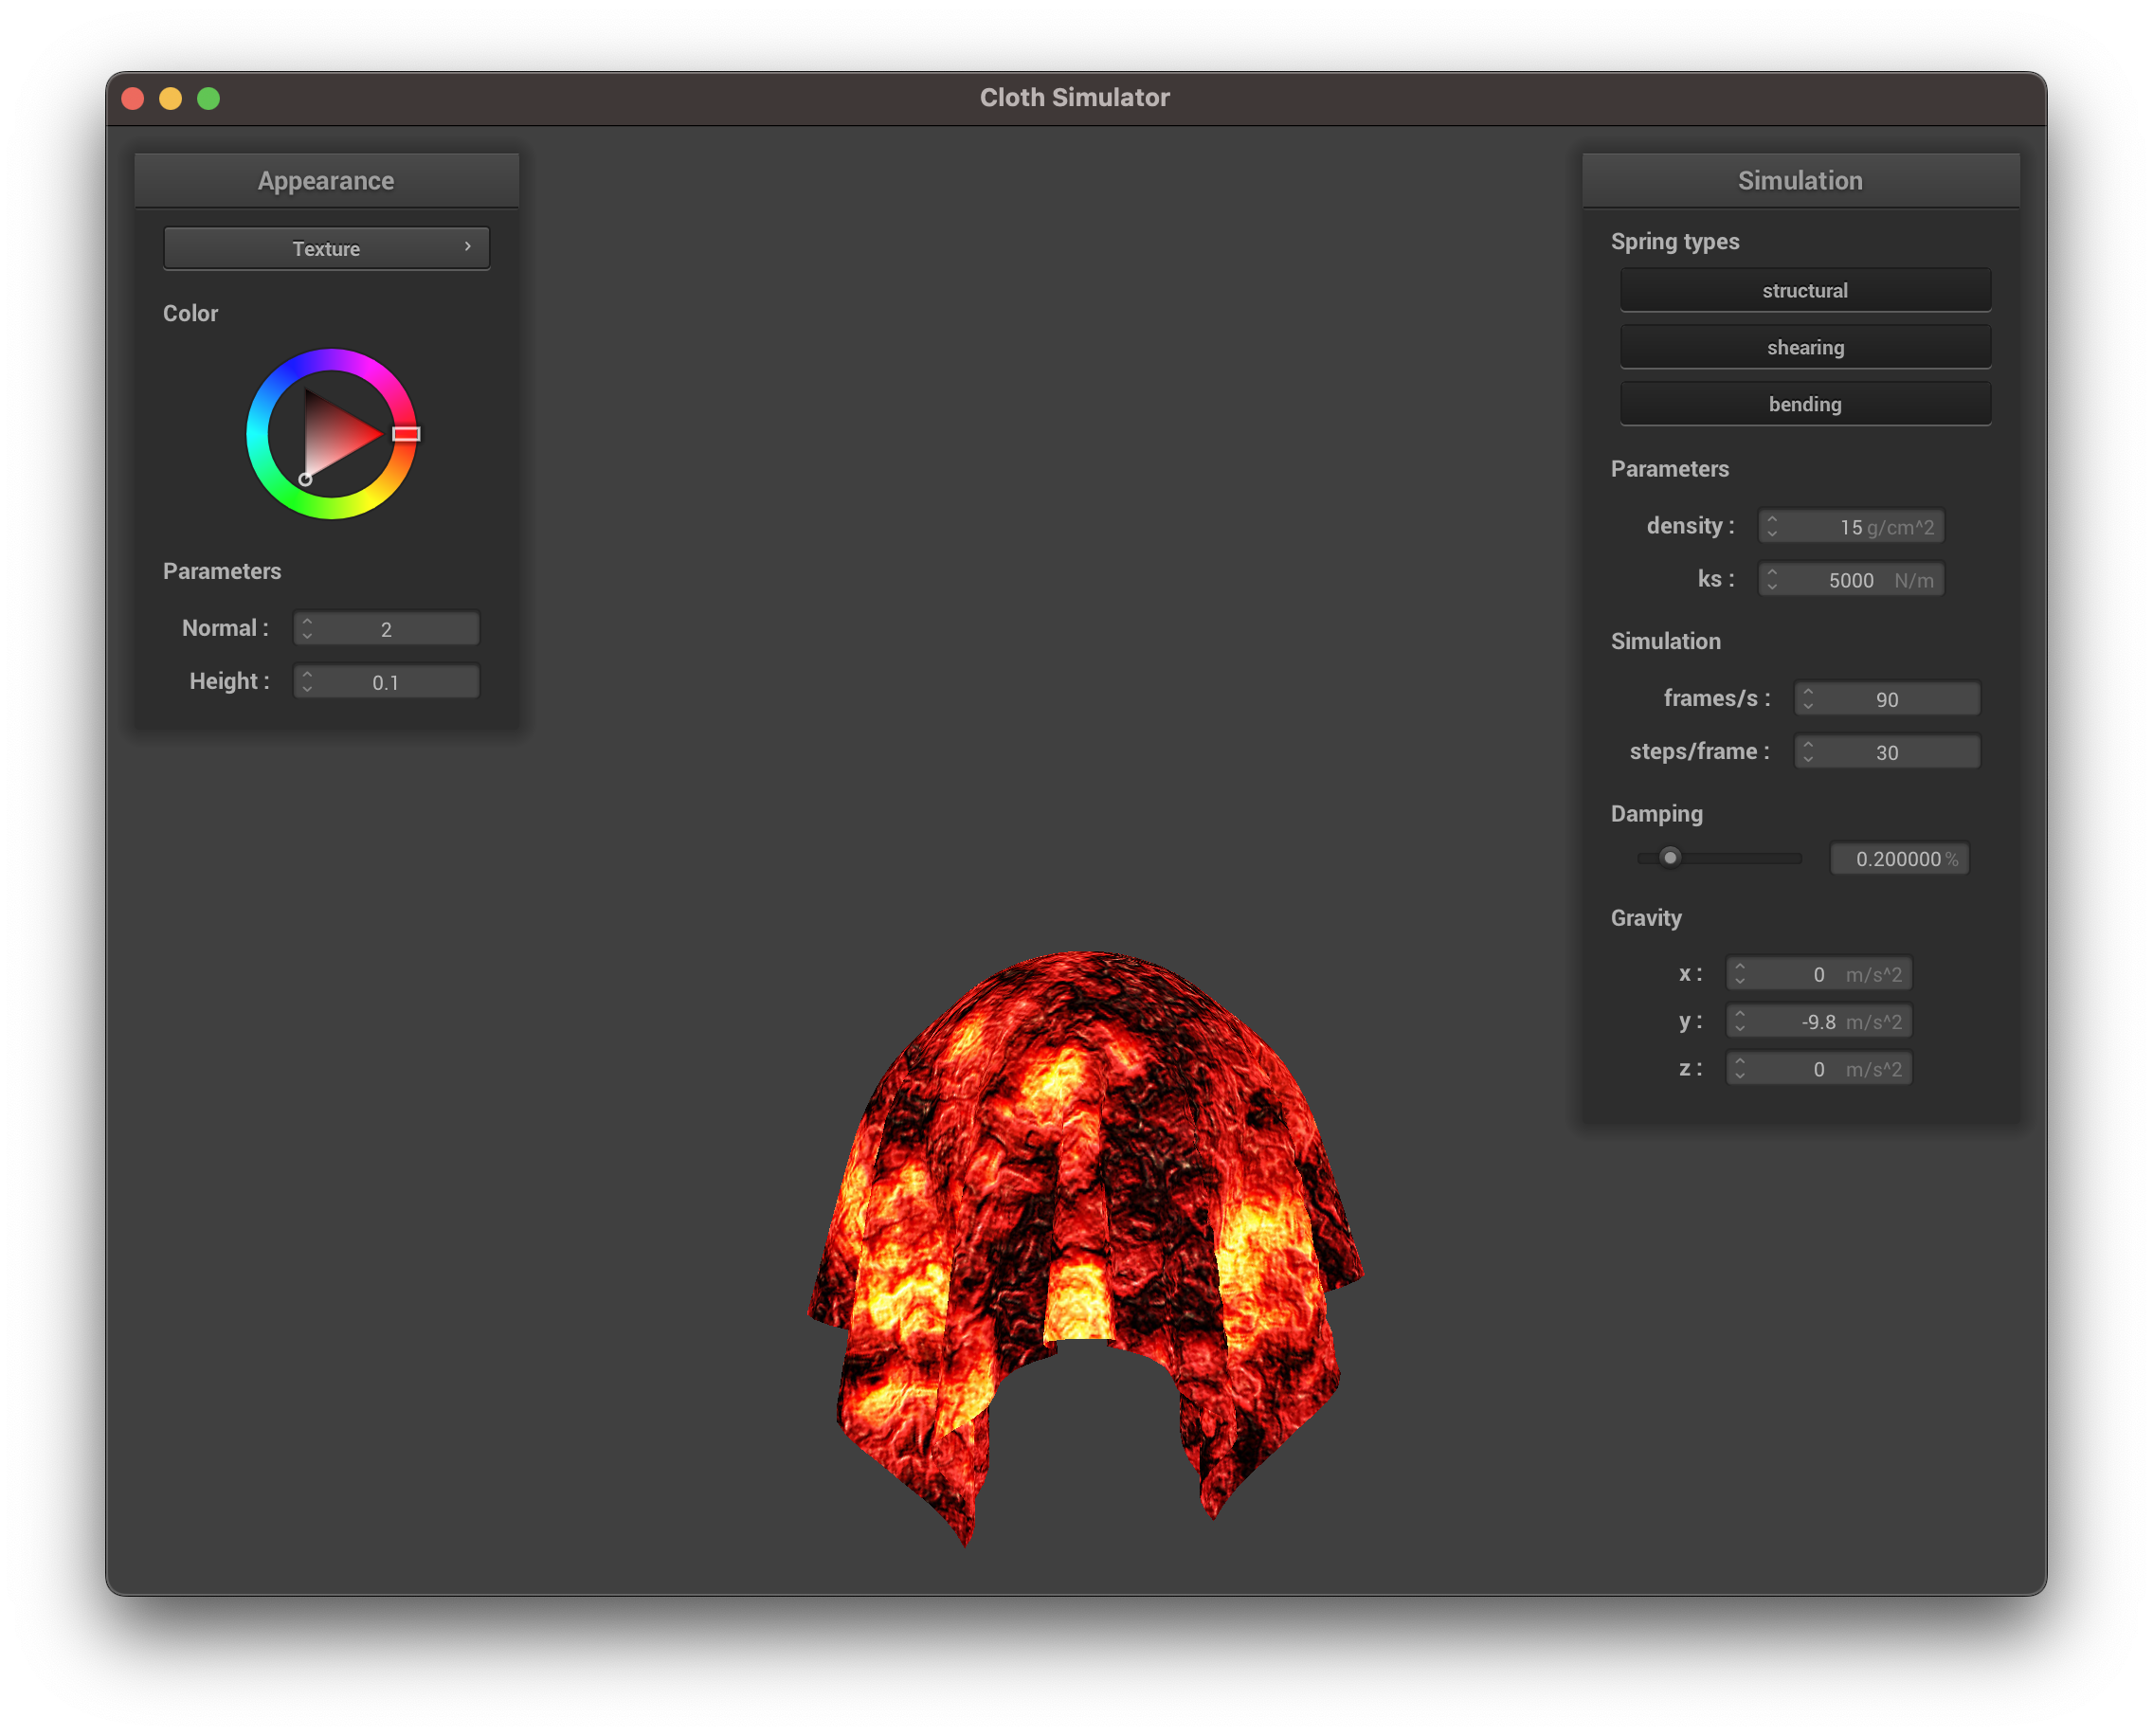 Cloth Simulator
Appearance
Texture
Color
Parameters
Normal : 2
Height : 0.1
Simulation
Spring types
structural
shearing
bending
Parameters
density : 15 g/cm^2
ks : 5000 N/m
Simulation
frames/s : 90
steps/frame : 30
Damping
0.200000 %
Gravity
x : 0 m/s^2
y : -9.8 m/s^2
z : 0 m/s^2